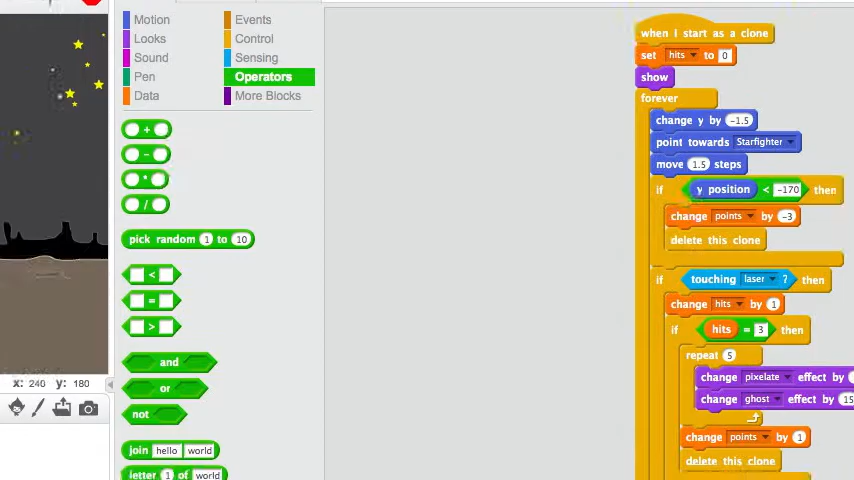 Motion
Events
Looks
Control
Sound
Sensing
Pen
Operators
Data
More Blocks
+
-
*
/
pick random 1 to 10
<
=
>
and
or
not
join hello world
letter 1 of world
x: 240 y: 180
when I start as a clone
set hits to 0
show
forever
change y by -1.5
point towards Starfighter
move 1.5 steps
if y position < -170 then
change points by -3
delete this clone
if touching laser ? then
change hits by 1
if hits = 3 then
repeat 5
change pixelate effect by
change ghost effect by 15
change points by 1
delete this clone